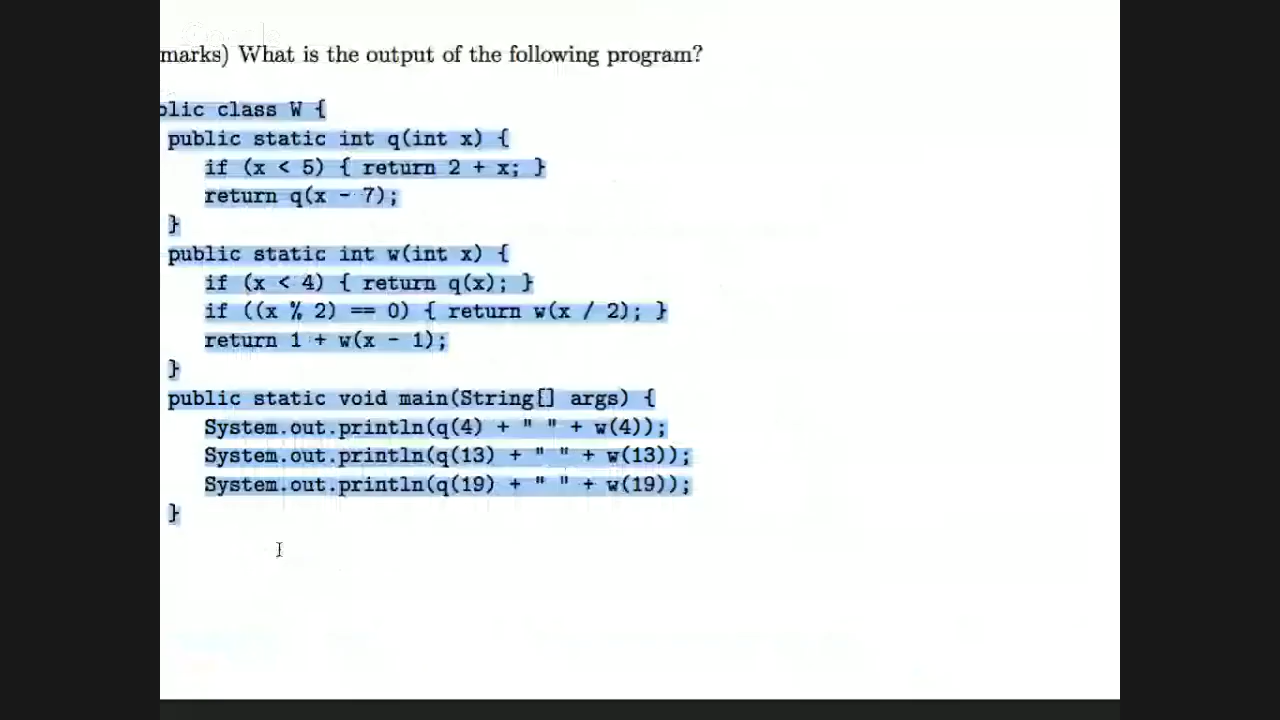 marks) What is the output of the following program?
blic class W {
public static int q(int x) {
if (x < 5) { return 2 + x; }
return q(x - 7);
}
public static int w(int x) {
if (x < 4) { return q(x); }
if ((x % 2) == 0) { return w(x / 2); }
return 1 + w(x - 1);
}
public static void main(String[] args) {
System.out.println(q(4) + " " + w(4));
System.out.println(q(13) + " " + w(13));
System.out.println(q(19) + " " + w(19));
}